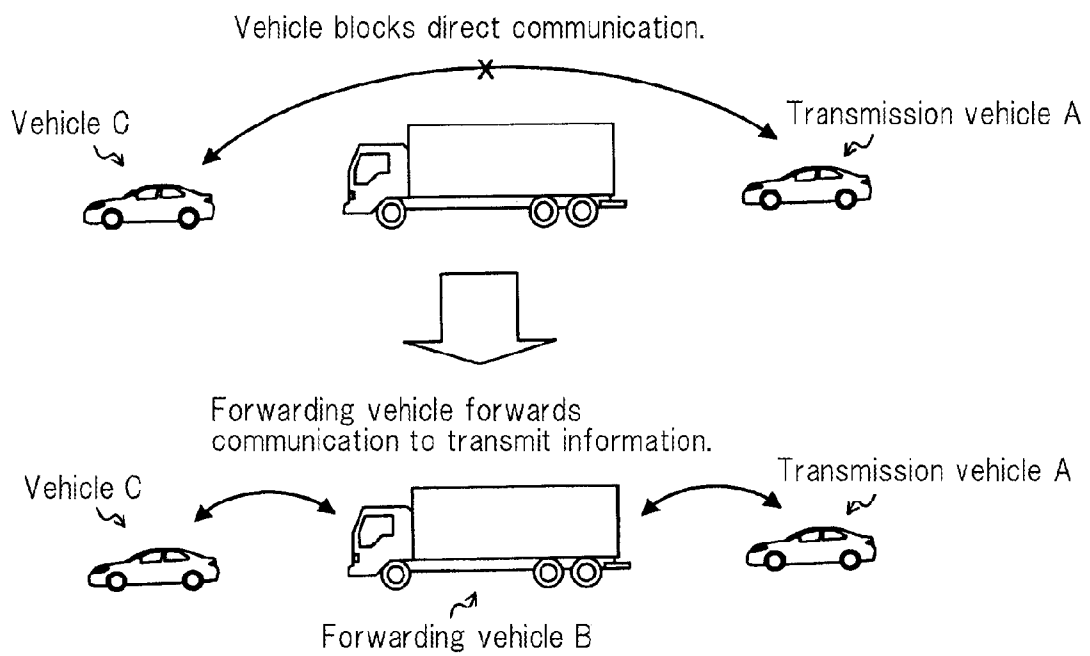 Vehicle blocks direct communication.
Vehicle C
Transmission vehicle A
X
Forwarding vehicle forwards
communication to transmit information.
Vehicle C
Transmission vehicle A
Forwarding vehicle B